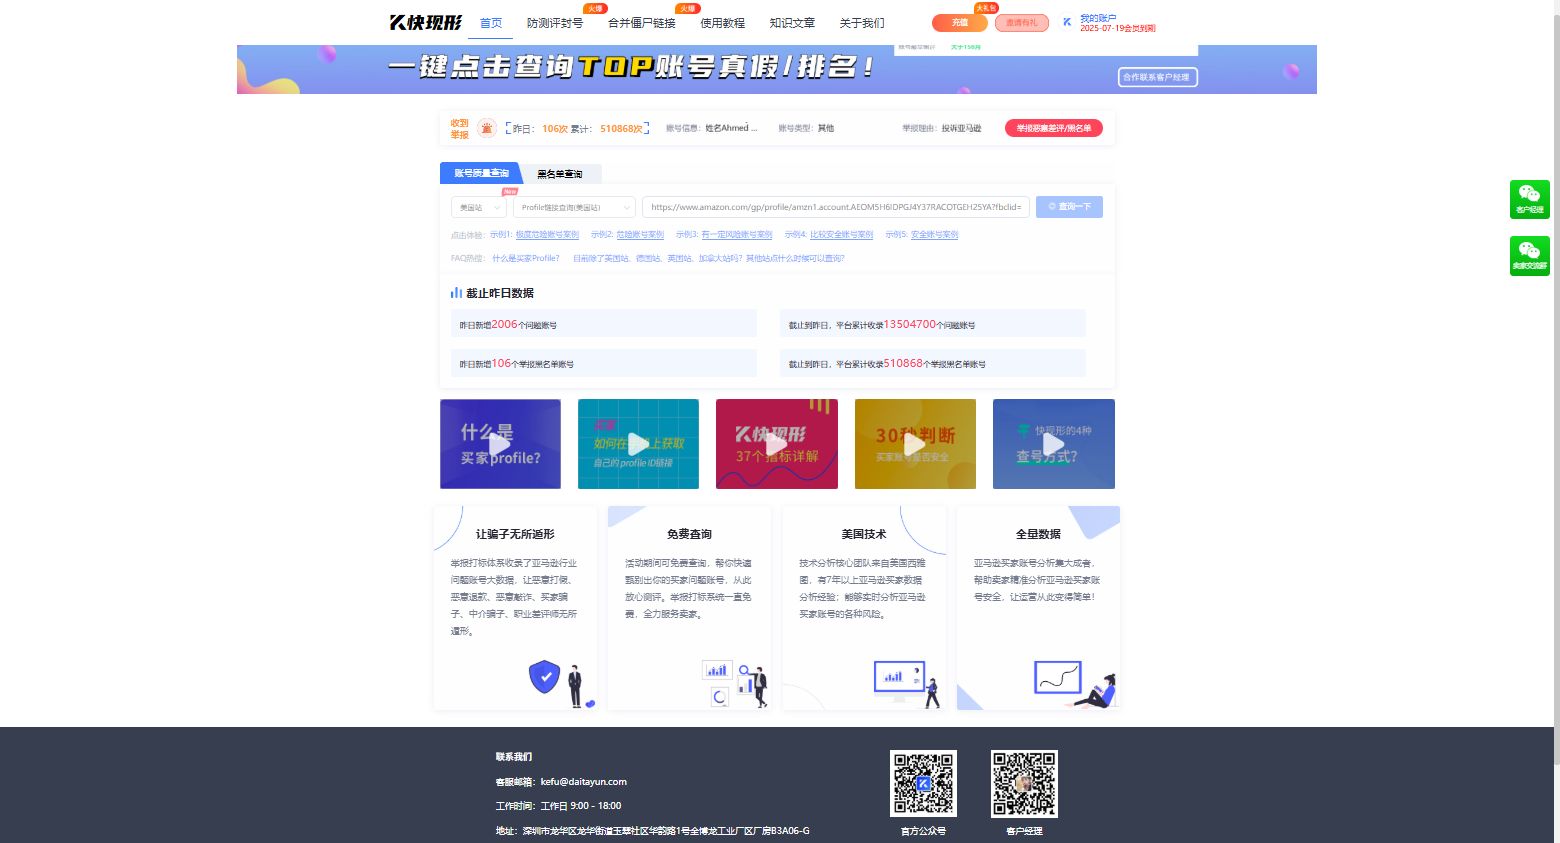 快现形
首页
防测评封号
火爆
合并僵尸链接
火爆
使用教程
知识文章
关于我们
充值
大礼包
邀请有礼
我的账户
2025-07-19会员到期
一键点击查询TOP账号真假/排名！
合作联系客户经理
收到举报
昨日： 106次 累计： 510868次
账号信息： 姓名Ahmed ...
账号类型： 其他
举报理由： 投诉亚马逊
举报恶意差评/黑名单
账号质量查询
黑名单查询
New
美国站
Profile链接查询(美国站)
https://www.amazon.com/gp/profile/amzn1.account.AEOM5H6IDPGJ4Y37RACOTGEH25YA?fbclid=
查询一下
点击体验： 示例1: 极度危险账号案例 示例2: 危险账号案例 示例3: 有一定风险账号案例 示例4: 比较安全账号案例 示例5: 安全账号案例
FAQ热搜： 什么是买家Profile? 目前除了美国站、德国站、英国站、加拿大站吗？其他站点什么时候可以查询？
截止昨日数据
昨日新增2006个问题账号
截止到昨日，平台累计收录13504700个问题账号
昨日新增106个举报黑名单账号
截止到昨日，平台累计收录510868个举报黑名单账号
什么是
买家profile?
如何在手机上获取
自己的 profile ID链接
快现形
37个指标详解
30秒判断
买家账号是否安全
快现形的4种
查号方式?
让骗子无所遁形
举报打标体系收录了亚马逊行业
问题账号大数据，让恶意打假、
恶意退款、恶意敲诈、买家骗
子、中介骗子、职业差评师无所
遁形。
免费查询
活动期间可免费查询，帮你快速
甄别出你的买家问题账号，从此
放心测评。举报打标系统一直免
费，全力服务卖家。
美国技术
技术分析核心团队来自美国西雅
图，有7年以上亚马逊买家数据
分析经验；能够实时分析亚马逊
买家账号的各种风险。
全量数据
亚马逊买家账号分析集大成者，
帮助卖家精准分析亚马逊买家账
号安全，让运营从此变得简单！
客户经理
卖家交流群
联系我们
客服邮箱：kefu@daitayun.com
工作时间：工作日 9:00 - 18:00
地址：深圳市龙华区龙华街道玉翠社区华韵路1号全博龙工业厂区厂房B3A06-G
官方公众号
客户经理